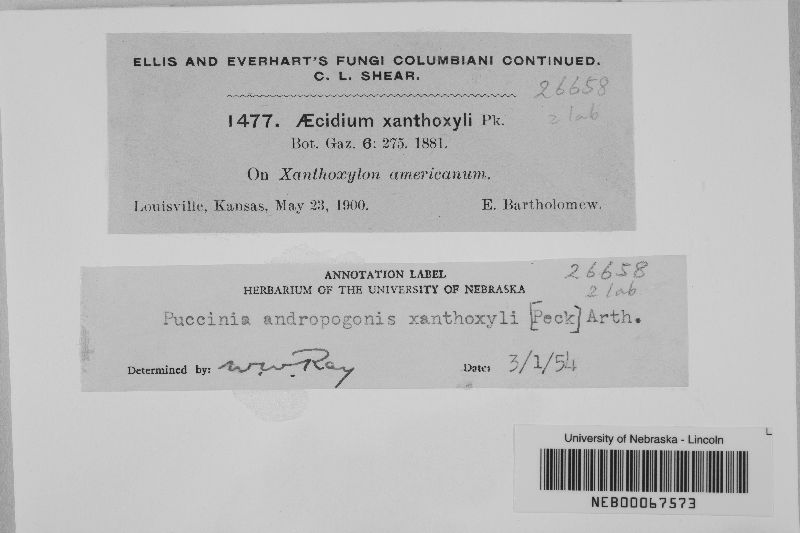 ELLIS AND EVERHART'S FUNGI COLUMBIANI CONTINUED.
C. L. SHEAR.
26658
2 lab
1477. Æcidium xanthoxyli Pk.
Bot. Gaz. 6: 275. 1881.
On Xanthoxylon americanum.
Louisville, Kansas, May 23, 1900. E. Bartholomew.
ANNOTATION LABEL
26658
HERBARIUM OF THE UNIVERSITY OF NEBRASKA
2 lab
Puccinia andropogonis xanthoxyli [Peck] Arth.
Determined by: W.W. Ray Date: 3/1/54
L
University of Nebraska - Lincoln
NEB00067573